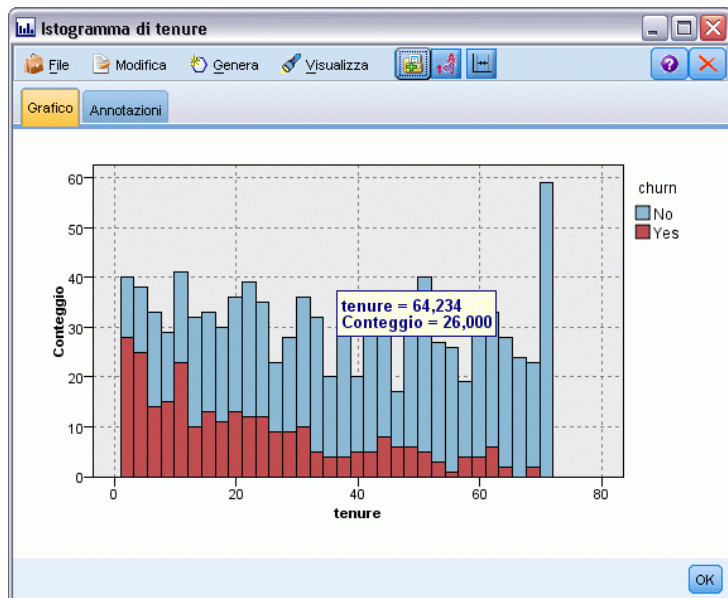 Istogramma di tenure
File Modifica Genera Visualizza
Grafico Annotazioni
60
50
40
30
20
10
0
Conteggio
tenure = 64,234
Conteggio = 26,000
0 20 40 60 80
tenure
churn
No
Yes
OK